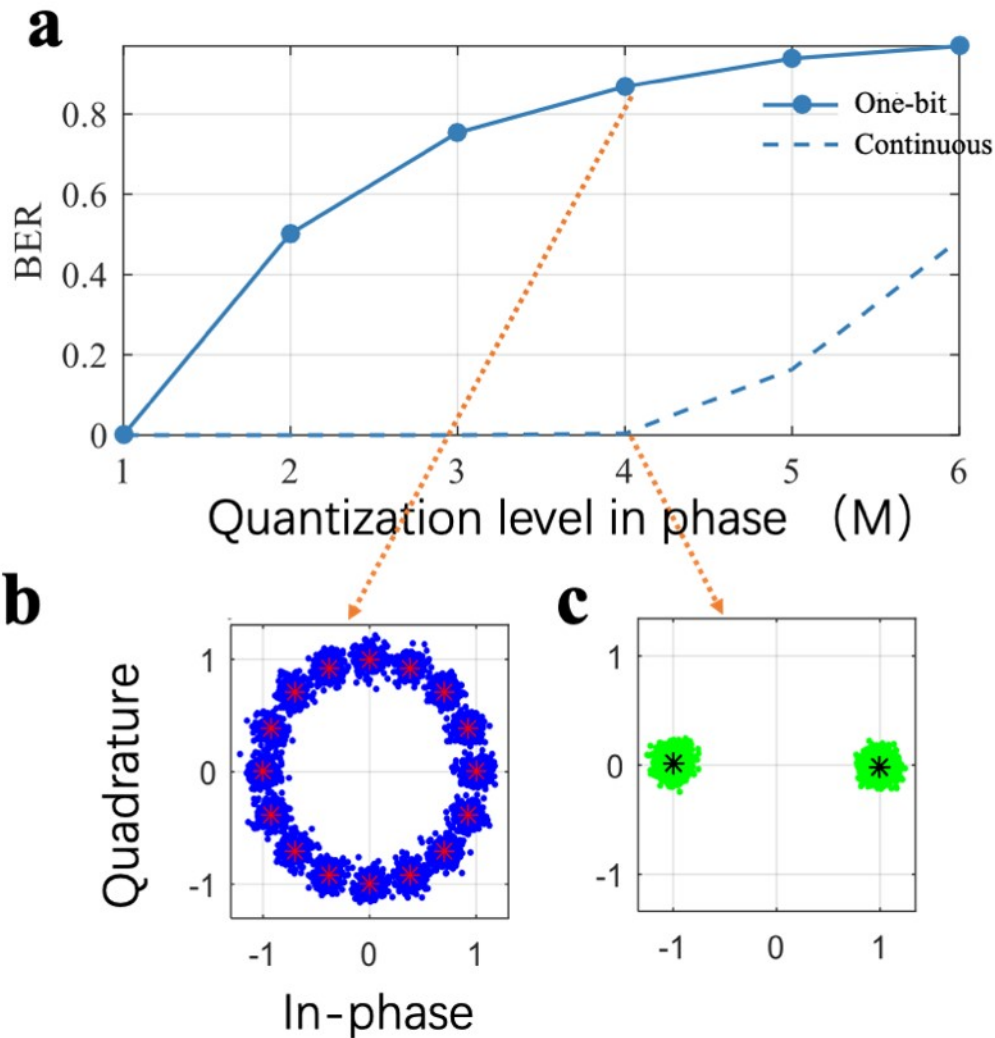 a
BER
0.8
0.6
0.4
0.2
0
1 2 3 4 5 6
One-bit
Continuous
Quantization level in phase (M)
b
Quadrature
1
0
-1
-1 0 1
In-phase
c
1
0
-1
-1 0 1